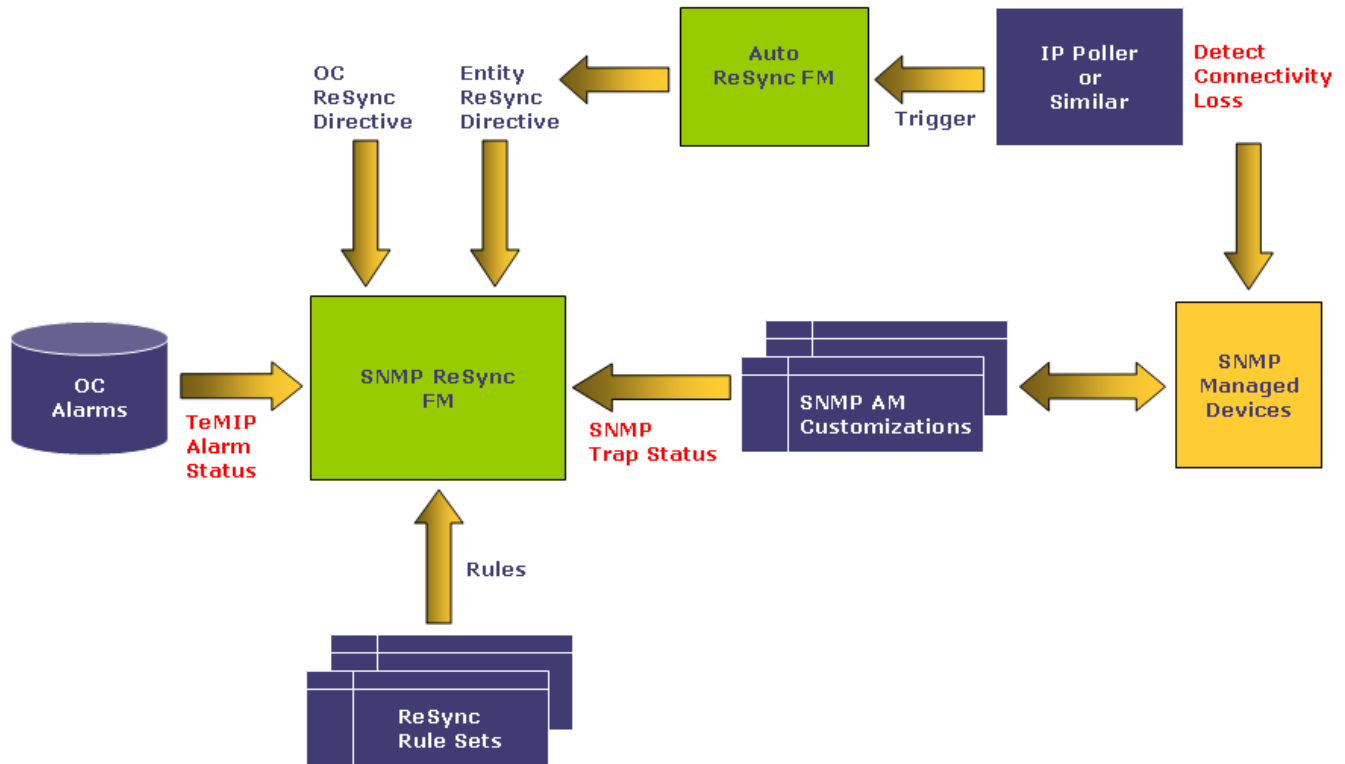 OC
ReSync
Directive
Entity
ReSync
Directive
Auto
ReSync FM
Trigger
IP Poller
or
Similar
Detect
Connectivity
Loss
OC
Alarms
TeMIP
Alarm
Status
SNMP ReSync
FM
SNMP
Trap Status
SNMP AM
Customizations
SNMP
Managed
Devices
Rules
ReSync
Rule Sets